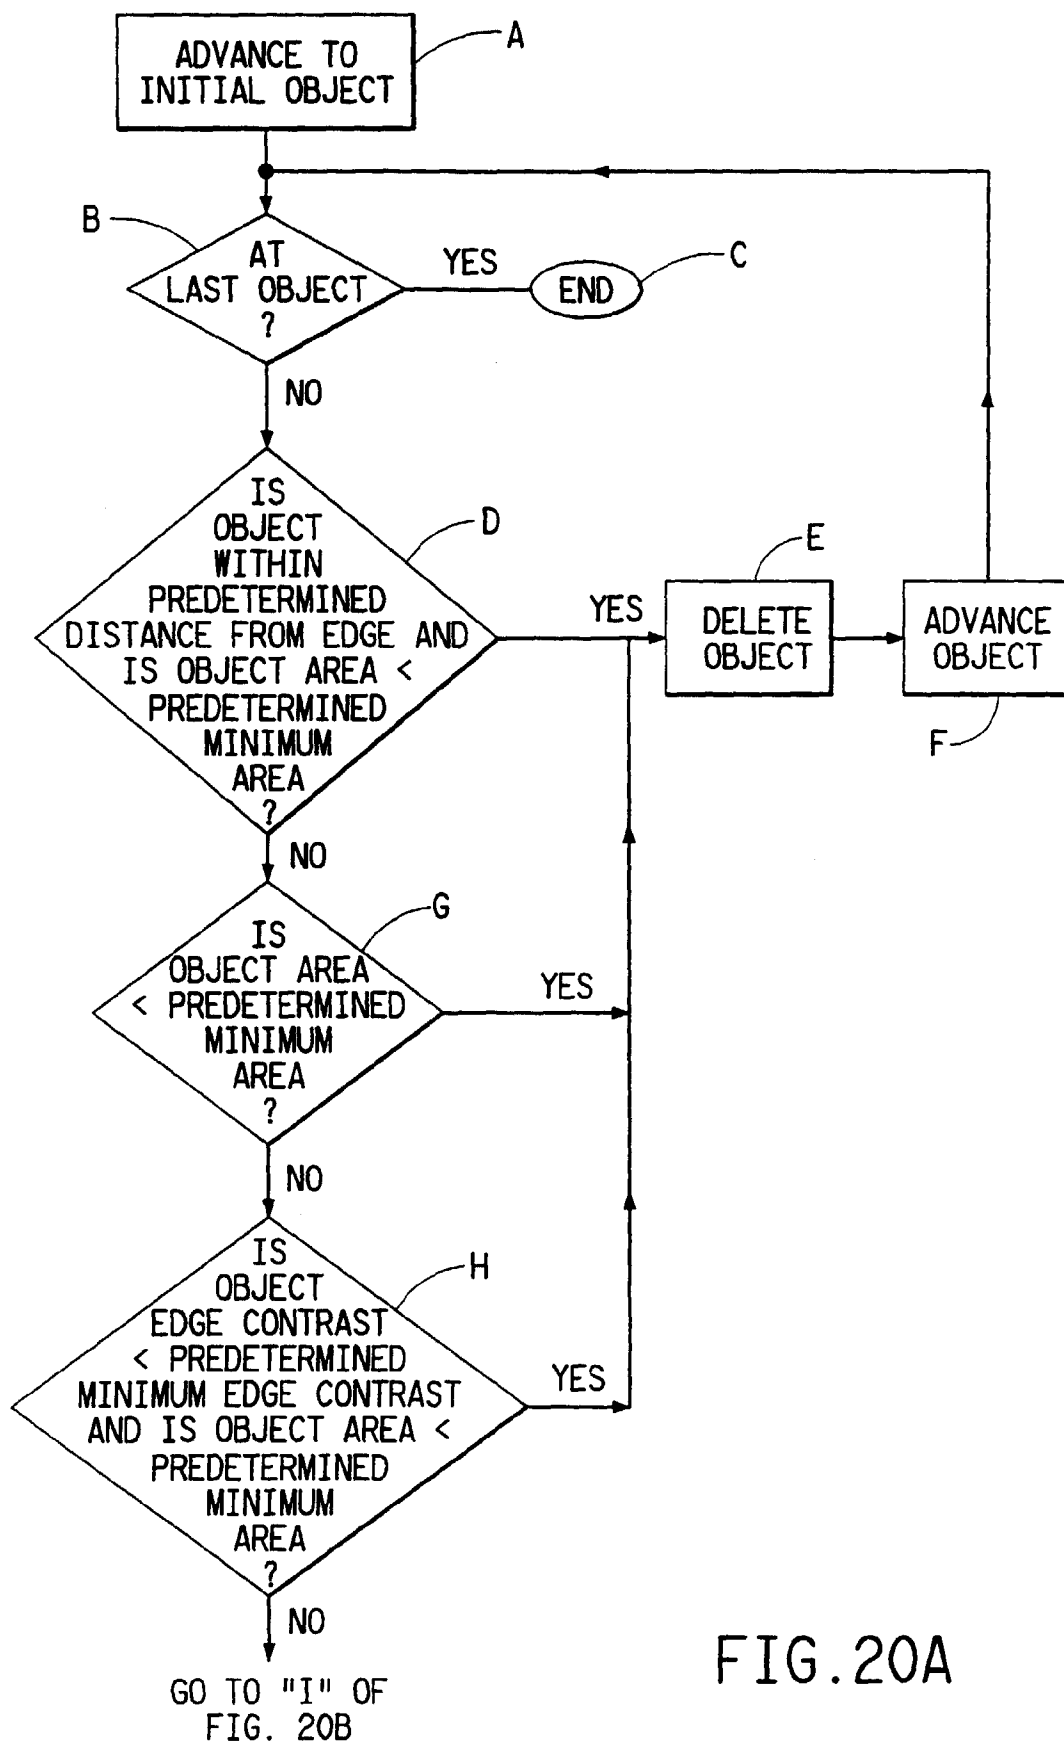 A
ADVANCE TO
INITIAL OBJECT
B
AT
LAST OBJECT
?
YES
END
C
NO
D
IS
OBJECT
WITHIN
PREDETERMINED
DISTANCE FROM EDGE AND
IS OBJECT AREA <
PREDETERMINED
MINIMUM
AREA
?
YES
E
DELETE
OBJECT
ADVANCE
OBJECT
F
NO
G
IS
OBJECT AREA
< PREDETERMINED
MINIMUM
AREA
?
YES
NO
H
IS
OBJECT
EDGE CONTRAST
< PREDETERMINED
MINIMUM EDGE CONTRAST
AND IS OBJECT AREA <
PREDETERMINED
MINIMUM
AREA
?
YES
NO
GO TO "I" OF
FIG. 20B
FIG.20A